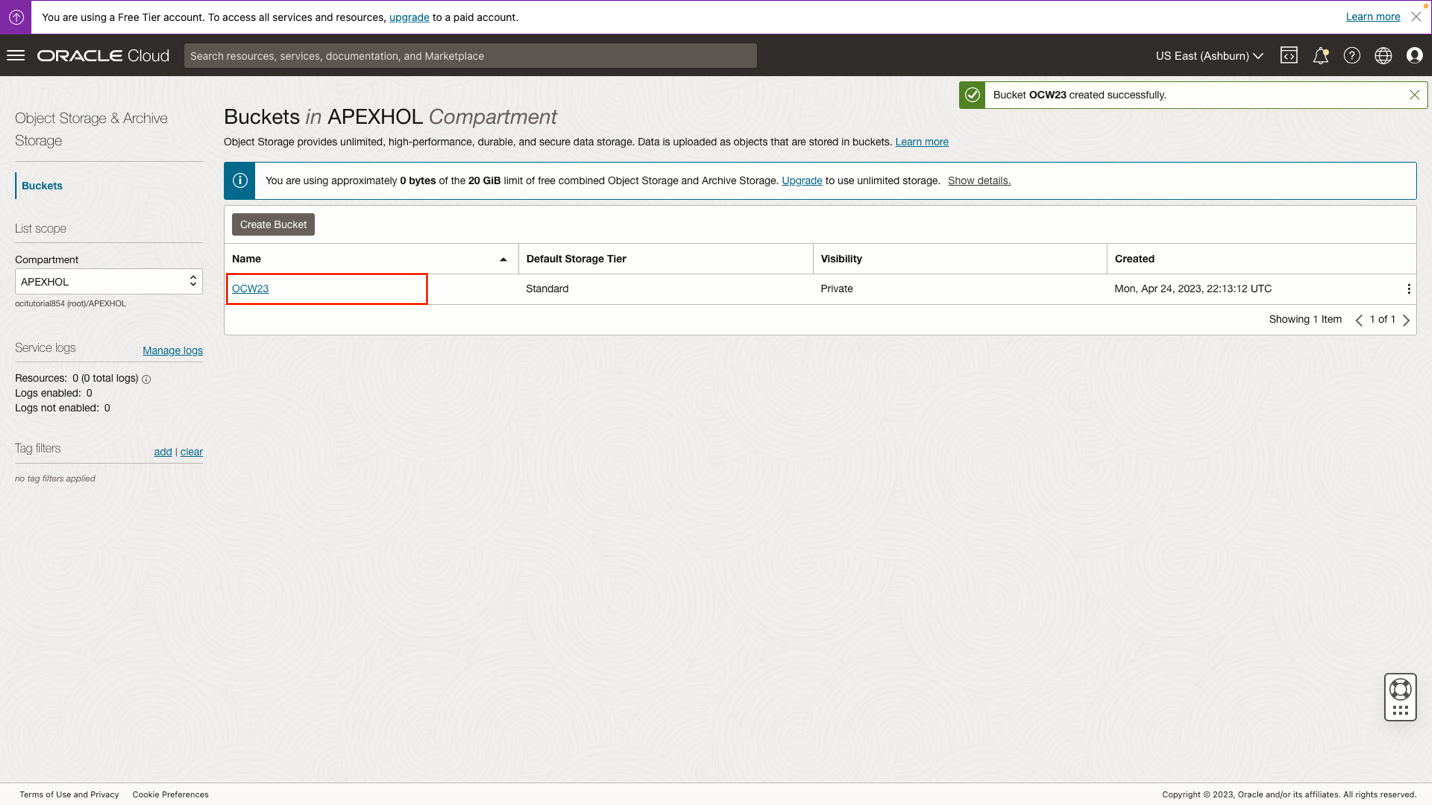 You are using a Free Tier account. To access all services and resources, upgrade to a paid account.
Learn more
ORACLE Cloud
Search resources, services, documentation, and Marketplace
US East (Ashburn)
Bucket OCW23 created successfully.
Object Storage & Archive
Storage
Buckets
List scope
Compartment
APEXHOL
ocitutorial854 (root)/APEXHOL
Service logs
Manage logs
Resources: 0 (0 total logs)
Logs enabled: 0
Logs not enabled: 0
Tag filters
add | clear
no tag filters applied
Buckets in APEXHOL Compartment
Object Storage provides unlimited, high-performance, durable, and secure data storage. Data is uploaded as objects that are stored in buckets. Learn more
You are using approximately 0 bytes of the 20 GiB limit of free combined Object Storage and Archive Storage. Upgrade to use unlimited storage. Show details.
Create Bucket
Name Default Storage Tier Visibility Created
OCW23 Standard Private Mon, Apr 24, 2023, 22:13:12 UTC
Showing 1 Item 1 of 1
Terms of Use and Privacy Cookie Preferences
Copyright © 2023, Oracle and/or its affiliates. All rights reserved.